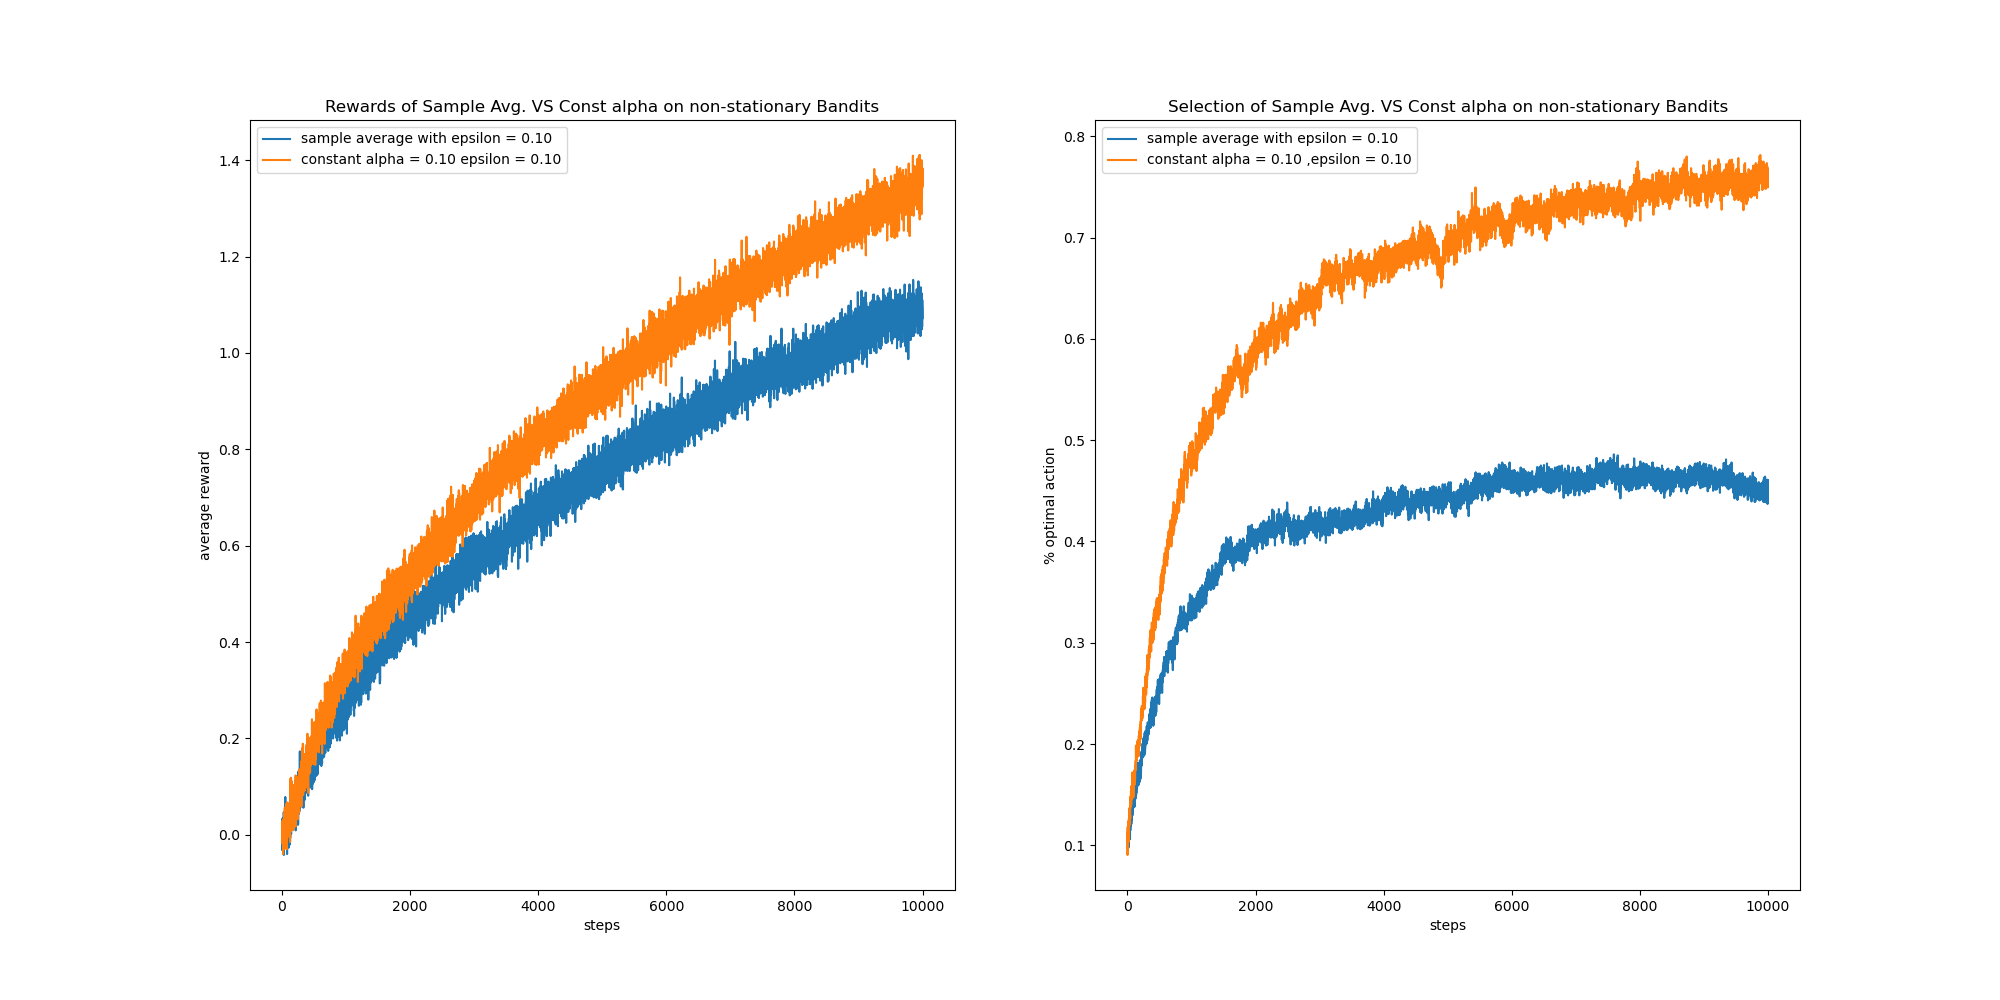 Rewards of Sample Avg. VS Const alpha on non-stationary Bandits
sample average with epsilon = 0.10
constant alpha = 0.10 epsilon = 0.10
1.4
1.2
1.0
0.8
0.6
0.4
0.2
0.0
average reward
0 2000 4000 6000 8000 10000
steps
Selection of Sample Avg. VS Const alpha on non-stationary Bandits
sample average with epsilon = 0.10
constant alpha = 0.10 ,epsilon = 0.10
0.8
0.7
0.6
0.5
0.4
0.3
0.2
0.1
% optimal action
0 2000 4000 6000 8000 10000
steps